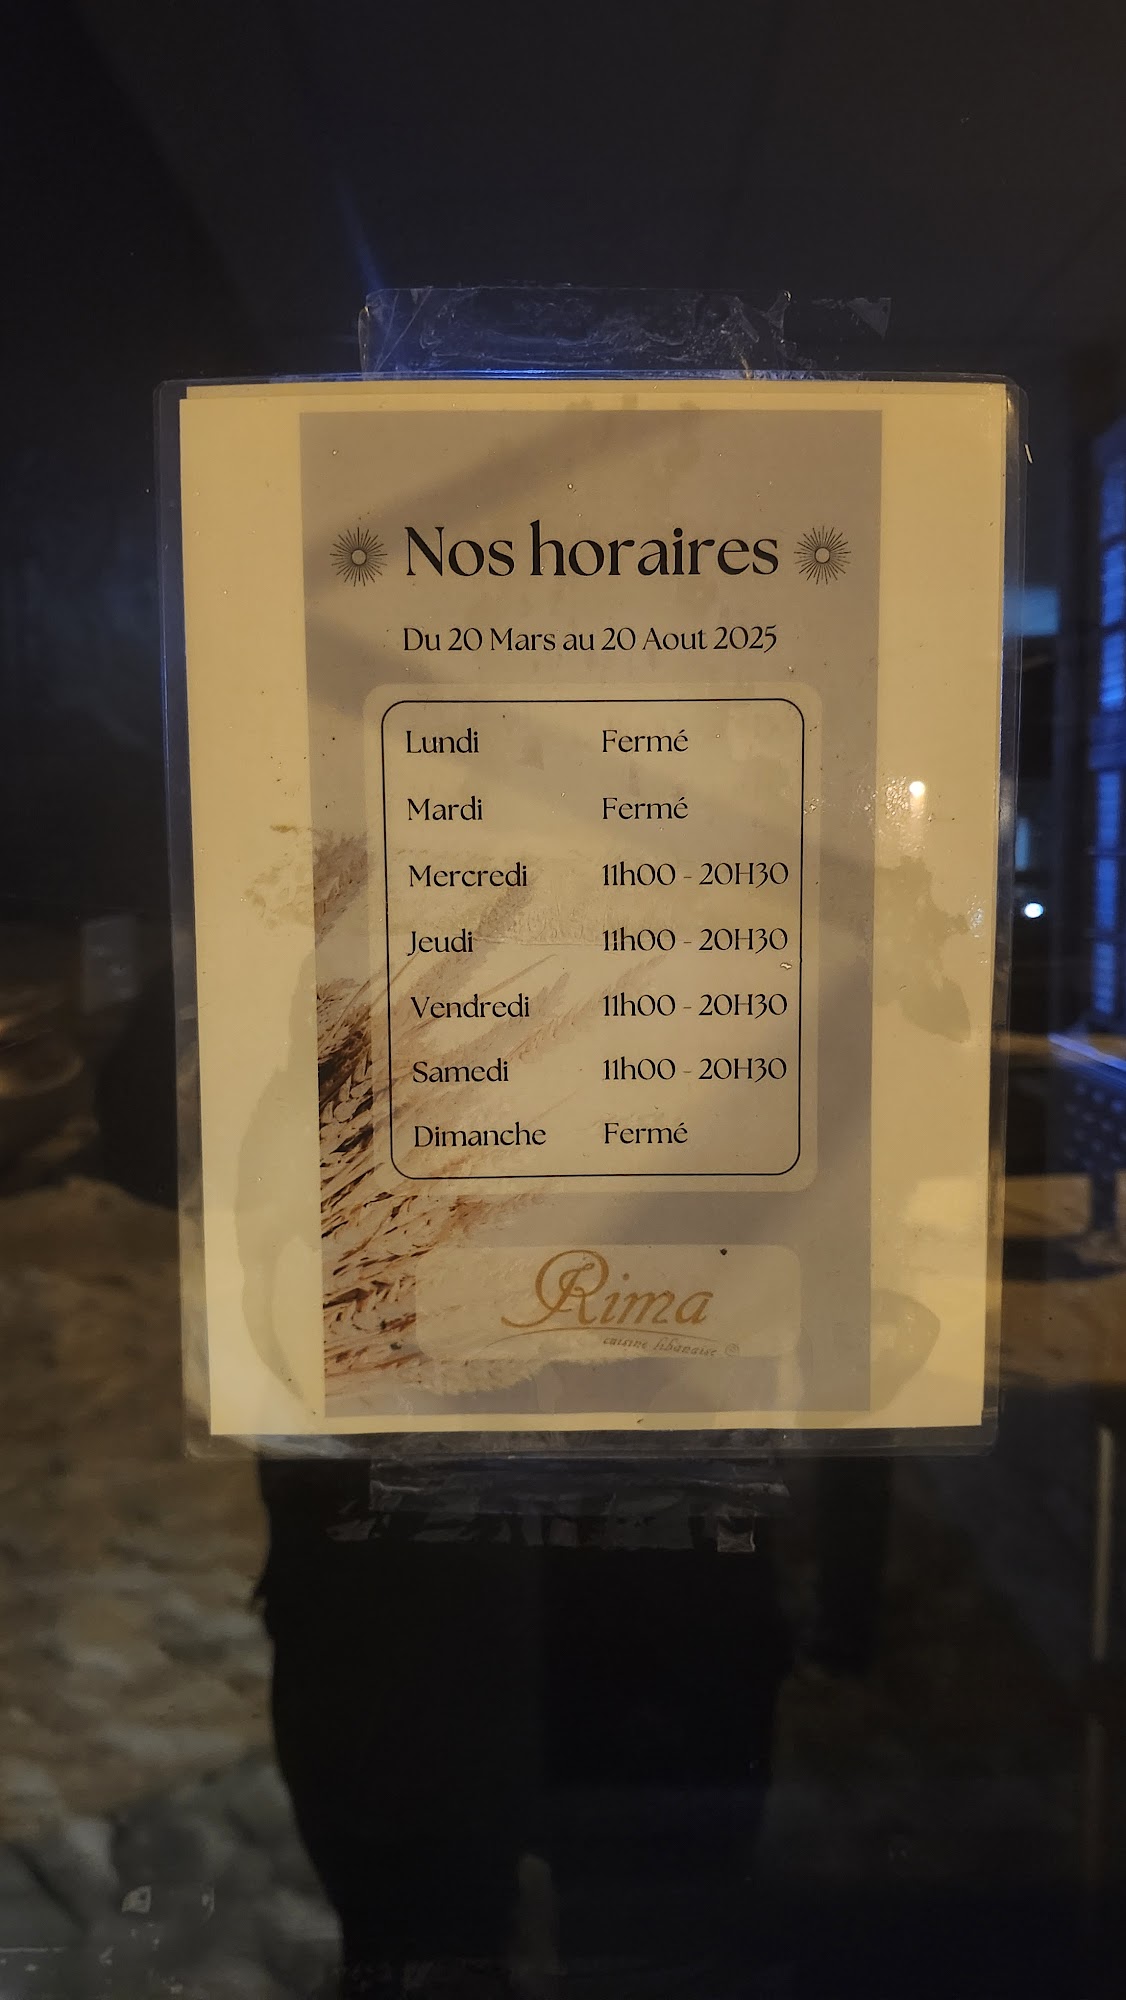 Nos horaires
Du 20 Mars au 20 Aout 2025
Lundi Fermé
Mardi Fermé
Mercredi 11h00 - 20H30
Jeudi 11h00 - 20H30
Vendredi 11h00 - 20H30
Samedi 11h00 - 20H30
Dimanche Fermé
Rima
cuisine libanaise ©